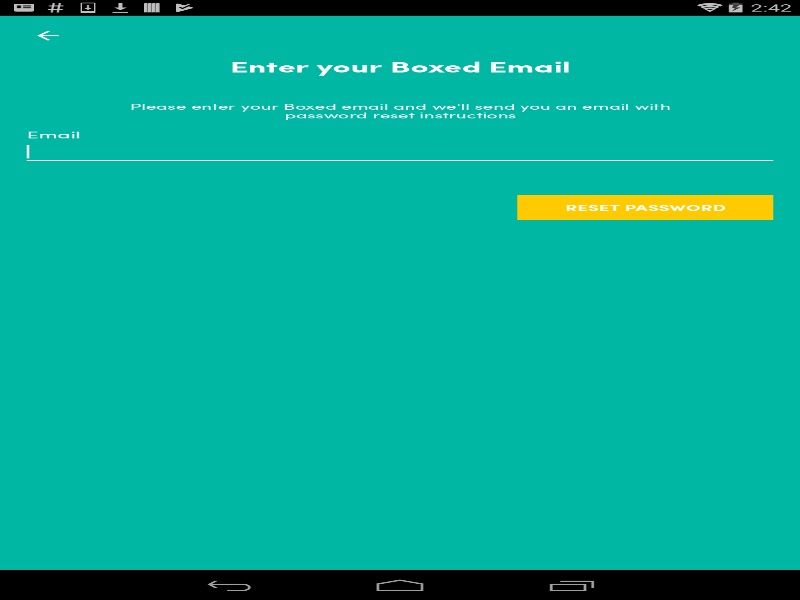 2:42
Enter your Boxed Email
Please enter your Boxed email and we'll send you an email with
password reset instructions
Email
RESET PASSWORD